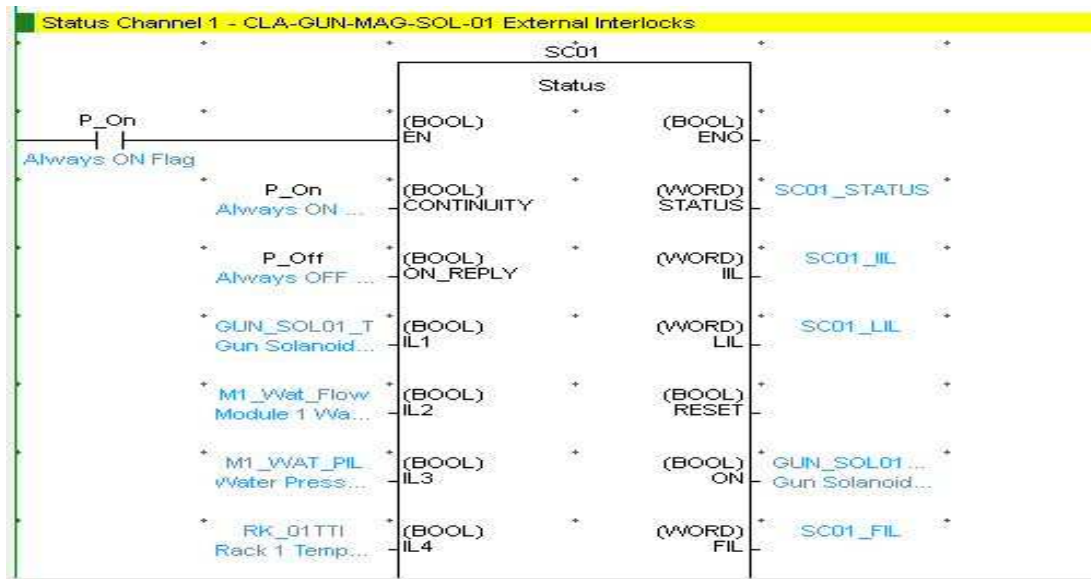 Status Channel 1 - CLA-GUN-MAG-SOL-01 External Interlocks
SC01
Status
P_On
Always ON Flag
(BOOL)
EN
(BOOL)
ENO
P_On
Always ON ...
(BOOL)
CONTINUITY
(WORD)
STATUS
SC01_STATUS
P_Off
Always OFF ...
(BOOL)
ON_REPLY
(WORD)
IIL
SC01_IIL
GUN_SOL01_T
Gun Solanoid...
(BOOL)
IL1
(WORD)
LIL
SC01_LIL
M1_Wat_Flow
Module 1 Wa...
(BOOL)
IL2
(BOOL)
RESET
M1_WAT_PIL
Water Press...
(BOOL)
IL3
(BOOL)
ON
GUN_SOL01...
Gun Solanoid...
RK_01TTI
Rack 1 Temp...
(BOOL)
IL4
(WORD)
FIL
SC01_FIL